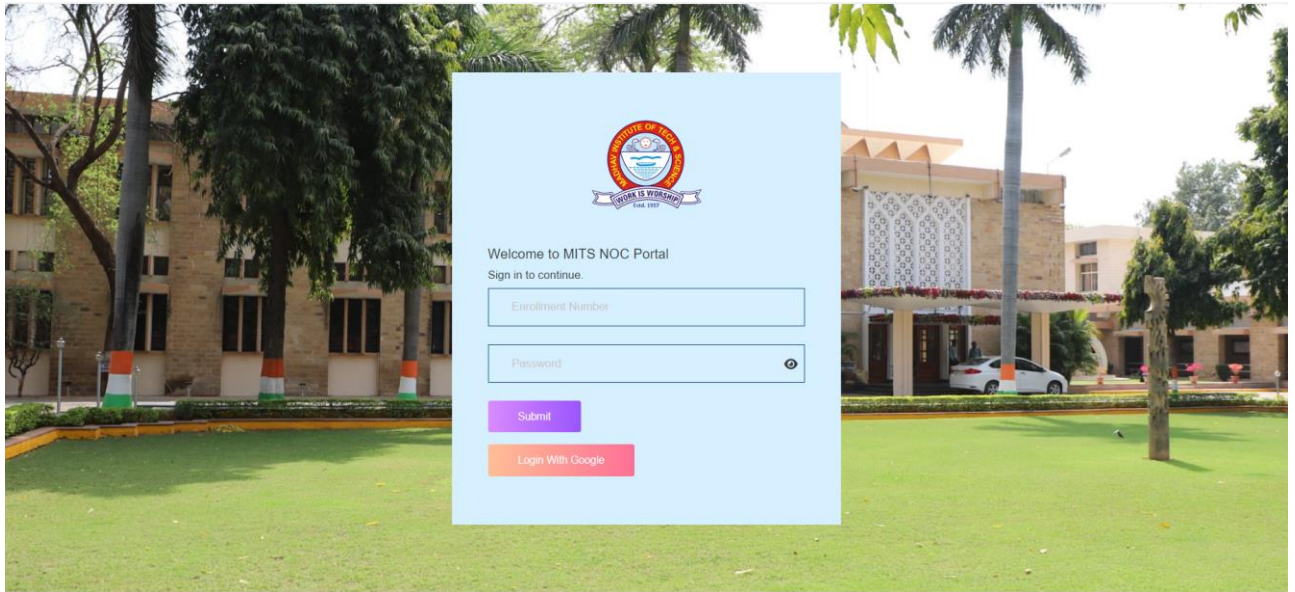 MADHAV INSTITUTE OF TECH & SCIENCE
WORK IS WORSHIP
Estd. 1957
Welcome to MITS NOC Portal
Sign in to continue.
Enrollment Number
Password
Submit
Login With Google